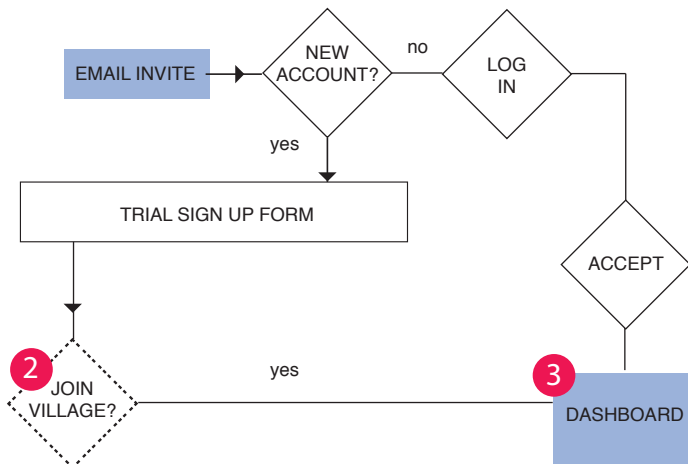 EMAIL INVITE
NEW
ACCOUNT?
no
LOG
IN
yes
TRIAL SIGN UP FORM
ACCEPT
2
JOIN
VILLAGE?
yes
3
DASHBOARD